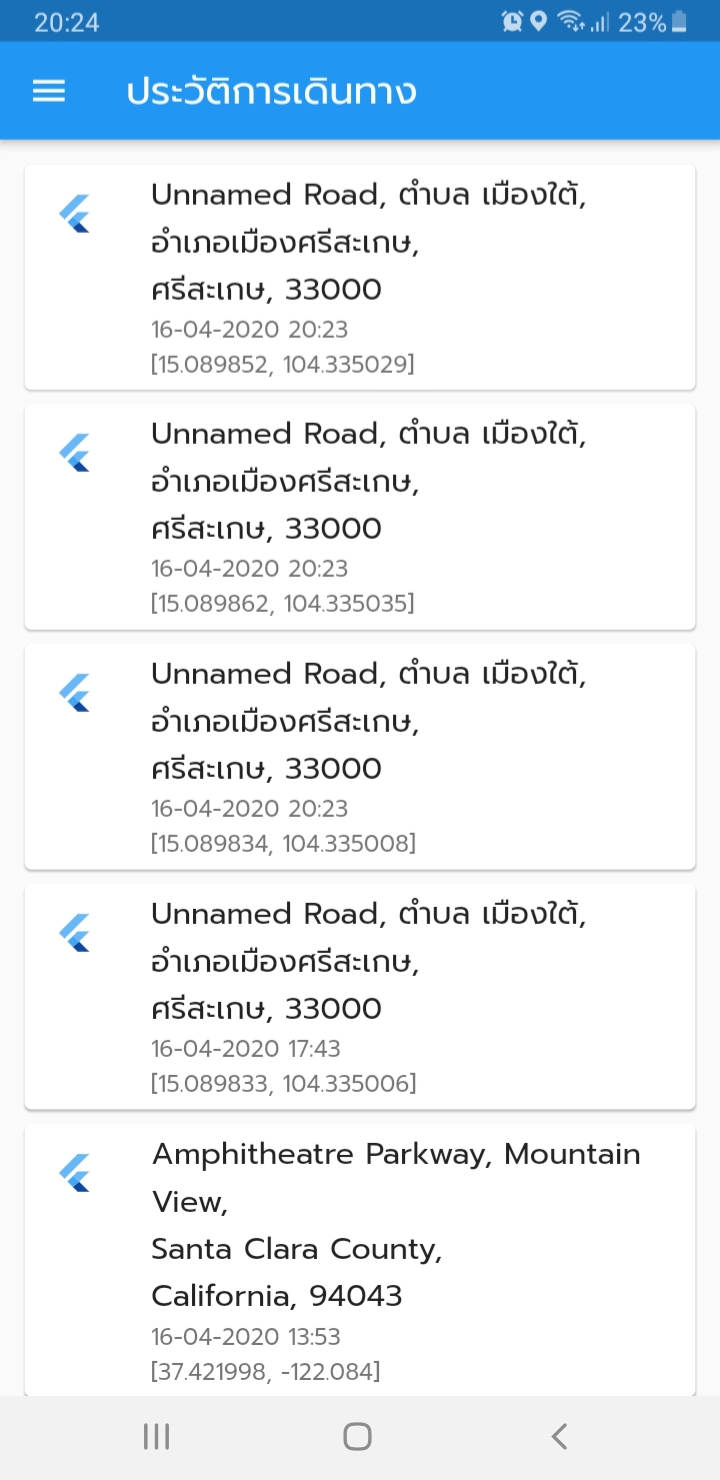 20:24
23%
ประวัติการเดินทาง
Unnamed Road, ตำบล เมืองใต้,
อำเภอเมืองศรีสะเกษ,
ศรีสะเกษ, 33000
16-04-2020 20:23
[15.089852, 104.335029]
Unnamed Road, ตำบล เมืองใต้,
อำเภอเมืองศรีสะเกษ,
ศรีสะเกษ, 33000
16-04-2020 20:23
[15.089862, 104.335035]
Unnamed Road, ตำบล เมืองใต้,
อำเภอเมืองศรีสะเกษ,
ศรีสะเกษ, 33000
16-04-2020 20:23
[15.089834, 104.335008]
Unnamed Road, ตำบล เมืองใต้,
อำเภอเมืองศรีสะเกษ,
ศรีสะเกษ, 33000
16-04-2020 17:43
[15.089833, 104.335006]
Amphitheatre Parkway, Mountain
View,
Santa Clara County,
California, 94043
16-04-2020 13:53
[37.421998, -122.084]